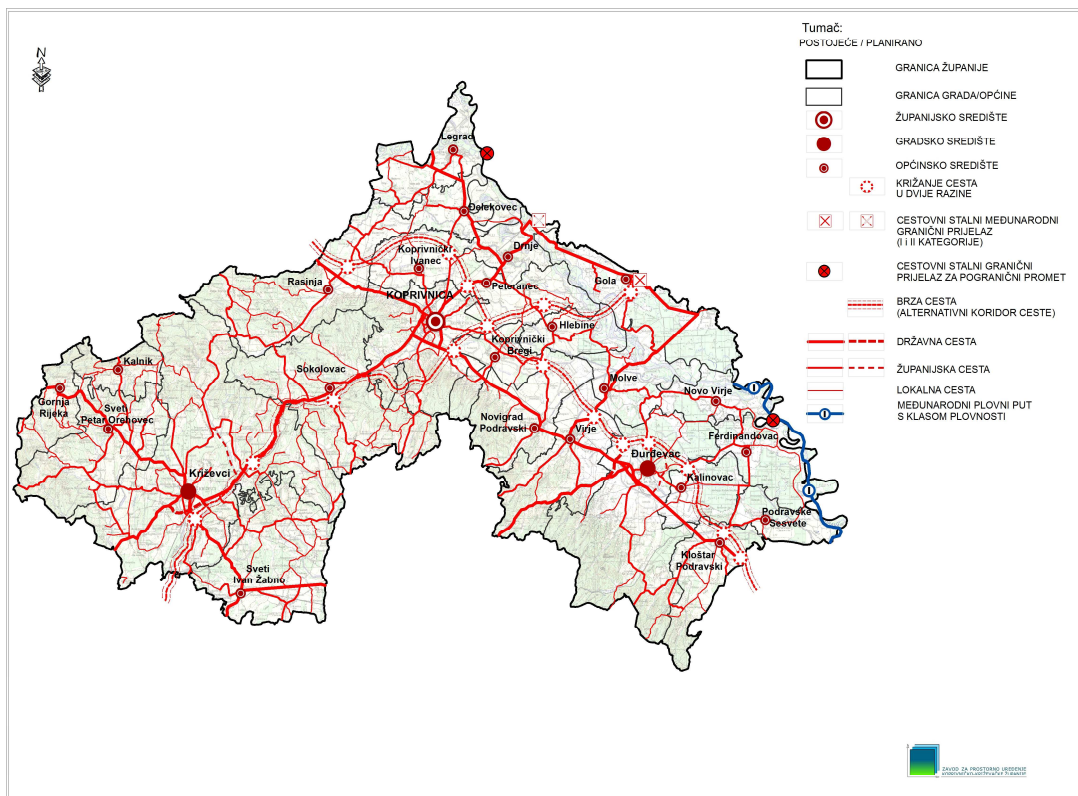 Tumač:
POSTOJEĆE / PLANIRANO
GRANICA ŽUPANIJE
GRANICA GRADA/OPĆINE
ŽUPANIJSKO SREDIŠTE
GRADSKO SREDIŠTE
OPĆINSKO SREDIŠTE
KRIŽANJE CESTA
U DVIJE RAZINE
CESTOVNI STALNI MEĐUNARODNI
GRANIČNI PRIJELAZ
(I i II KATEGORIJE)
CESTOVNI STALNI GRANIČNI
PRIJELAZ ZA POGRANIČNI PROMET
BRZA CESTA
(ALTERNATIVNI KORIDOR CESTE)
DRŽAVNA CESTA
ŽUPANIJSKA CESTA
LOKALNA CESTA
MEĐUNARODNI PLOVNI PUT
S KLASOM PLOVNOSTI
N
Legrad
Đelekovec
Drnje
Koprivnički
Ivanec
Peteranec
Gola
Rasinja
KOPRIVNICA
Hlebine
Koprivnički
Bregi
Kalnik
Sokolovac
Molve
Novo Virje
Gornja
Rijeka
Sveti
Petar Orehovec
Novigrad
Podravski
Virje
Ferdinandovac
Đurđevac
Križevci
Kalinovac
Podravske
Sesvete
Kloštar
Podravski
Sveti
Ivan Žabno
ZAVOD ZA PROSTORNO UREĐENJE